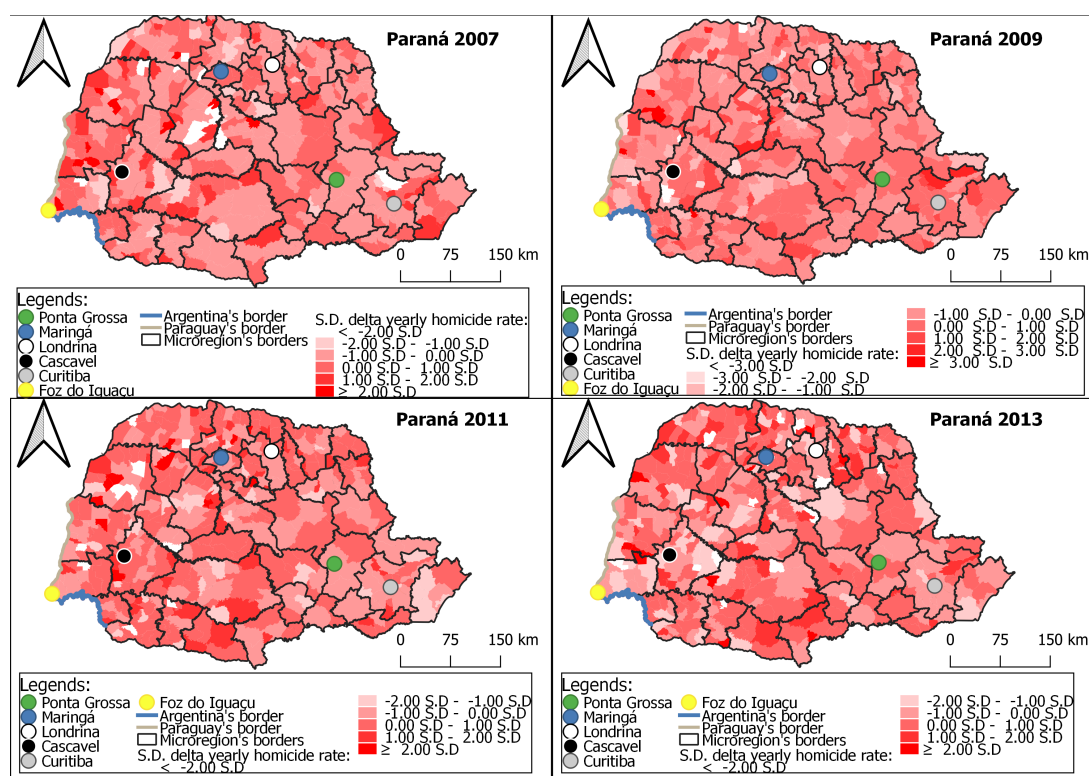 Paraná 2007
0 75 150 km
Legends:
Ponta Grossa
Maringá
Londrina
Cascavel
Curitiba
Foz do Iguaçu
Argentina's border
Paraguay's border
Microregion's borders
S.D. delta yearly homicide rate:
< -2.00 S.D
-2.00 S.D - -1.00 S.D
-1.00 S.D - 0.00 S.D
0.00 S.D - 1.00 S.D
1.00 S.D - 2.00 S.D
≥ 2.00 S.D
Paraná 2009
0 75 150 km
Legends:
Ponta Grossa
Maringá
Londrina
Cascavel
Curitiba
Foz do Iguaçu
Argentina's border
Paraguay's border
Microregion's borders
S.D. delta yearly homicide rate:
< -3.00 S.D
-3.00 S.D - -2.00 S.D
-2.00 S.D - -1.00 S.D
-1.00 S.D - 0.00 S.D
0.00 S.D - 1.00 S.D
1.00 S.D - 2.00 S.D
2.00 S.D - 3.00 S.D
≥ 3.00 S.D
Paraná 2011
0 75 150 km
Legends:
Ponta Grossa
Maringá
Londrina
Cascavel
Curitiba
Foz do Iguaçu
Argentina's border
Paraguay's border
Microregion's borders
S.D. delta yearly homicide rate:
< -2.00 S.D
-2.00 S.D - -1.00 S.D
-1.00 S.D - 0.00 S.D
0.00 S.D - 1.00 S.D
1.00 S.D - 2.00 S.D
≥ 2.00 S.D
Paraná 2013
0 75 150 km
Legends:
Ponta Grossa
Maringá
Londrina
Cascavel
Curitiba
Foz do Iguaçu
Argentina's border
Paraguay's border
Microregion's borders
S.D. delta yearly homicide rate:
< -2.00 S.D
-2.00 S.D - -1.00 S.D
-1.00 S.D - 0.00 S.D
0.00 S.D - 1.00 S.D
1.00 S.D - 2.00 S.D
≥ 2.00 S.D